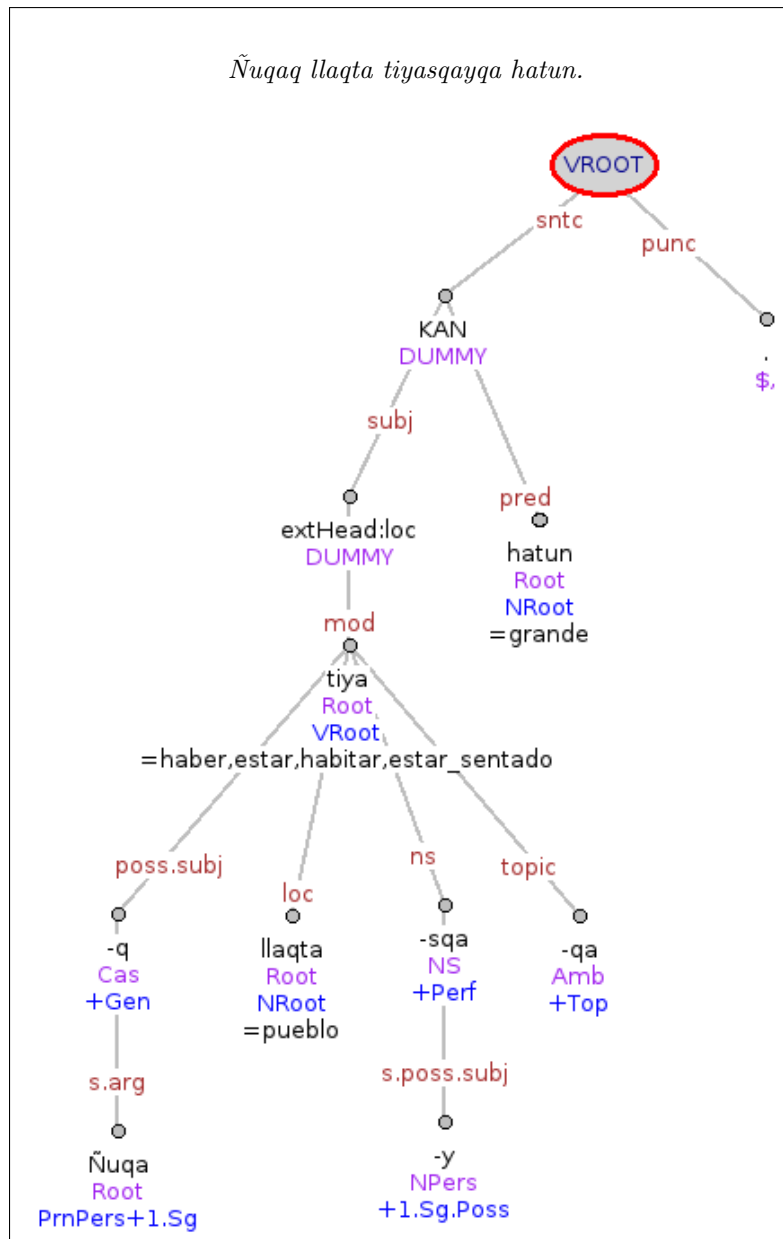 Ñuqaq llaqta tiyasqayqa hatun.
VROOT
sntc
punc
KAN
DUMMY
.
$,
subj
pred
extHead:loc
DUMMY
hatun
Root
NRoot
=grande
mod
tiya
Root
VRoot
=haber,estar,habitar,estar_sentado
poss.subj
loc
ns
topic
-q
Cas
+Gen
llaqta
Root
NRoot
=pueblo
-sqa
NS
+Perf
-qa
Amb
+Top
s.arg
s.poss.subj
Ñuqa
Root
PrnPers+1.Sg
-y
NPers
+1.Sg.Poss